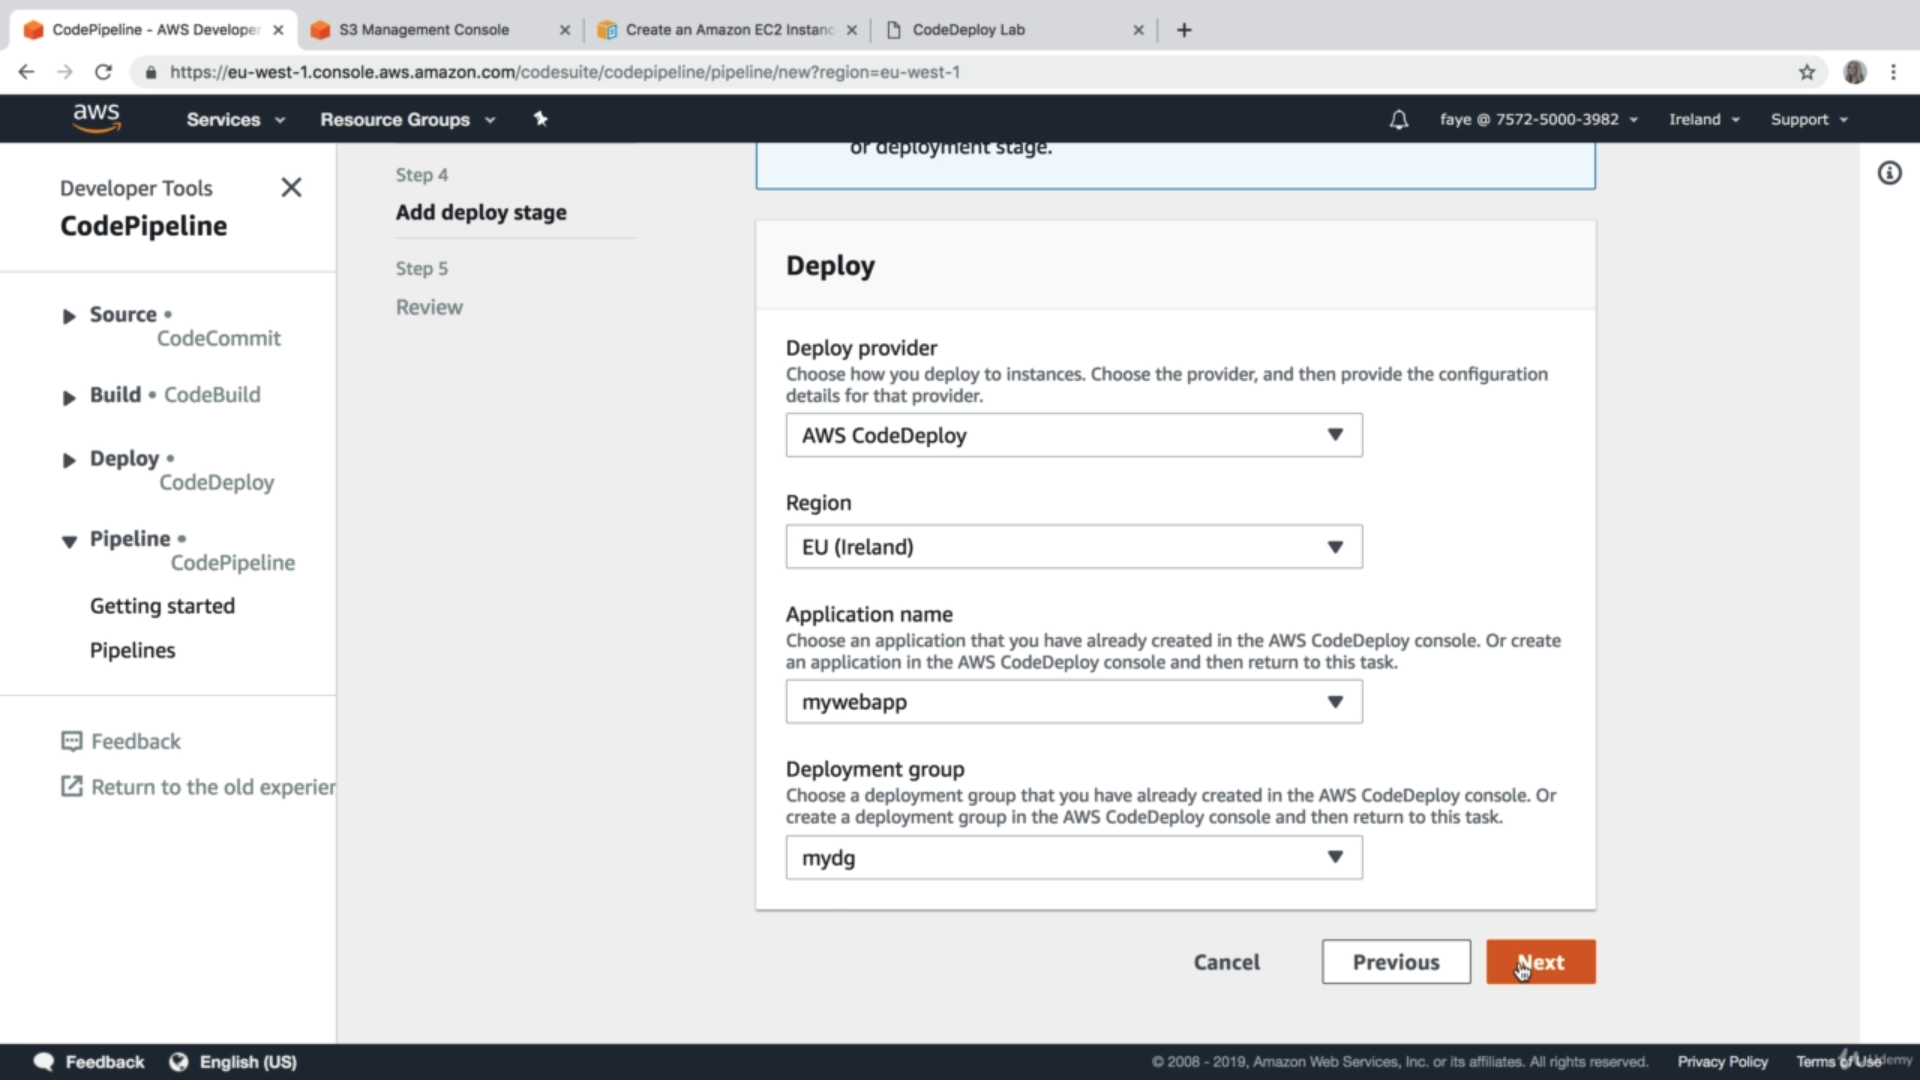 CodePipeline - AWS Developer
S3 Management Console
Create an Amazon EC2 Instanc
CodeDeploy Lab
https://eu-west-1.console.aws.amazon.com/codesuite/codepipeline/pipeline/new?region=eu-west-1
aws
Services
Resource Groups
faye @ 7572-5000-3982
Ireland
Support
Developer Tools
CodePipeline
Source •
CodeCommit
Build • CodeBuild
Deploy •
CodeDeploy
Pipeline •
CodePipeline
Getting started
Pipelines
Feedback
Return to the old experien
Step 4
Add deploy stage
Step 5
Review
or deployment stage.
Deploy
Deploy provider
Choose how you deploy to instances. Choose the provider, and then provide the configuration
details for that provider.
AWS CodeDeploy
Region
EU (Ireland)
Application name
Choose an application that you have already created in the AWS CodeDeploy console. Or create
an application in the AWS CodeDeploy console and then return to this task.
mywebapp
Deployment group
Choose a deployment group that you have already created in the AWS CodeDeploy console. Or
create a deployment group in the AWS CodeDeploy console and then return to this task.
mydg
Cancel
Previous
Next
Feedback
English (US)
© 2008 - 2019, Amazon Web Services, Inc. or its affiliates. All rights reserved.
Privacy Policy
Terms of Use